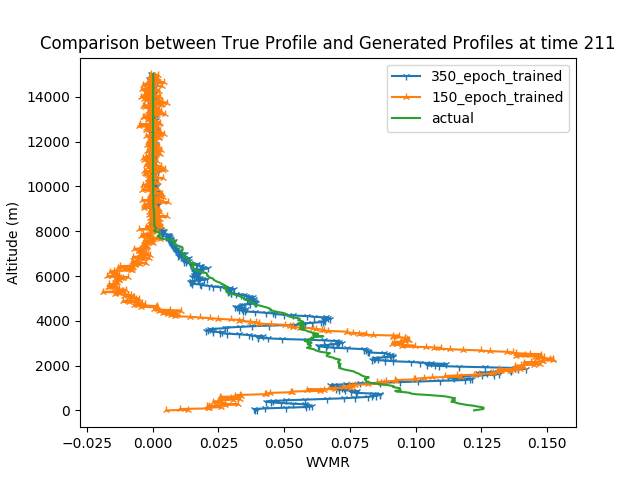 Comparison between True Profile and Generated Profiles at time 211
350_epoch_trained
150_epoch_trained
actual
14000
12000
10000
8000
6000
4000
2000
0
Altitude (m)
−0.025 0.000 0.025 0.050 0.075 0.100 0.125 0.150
WVMR